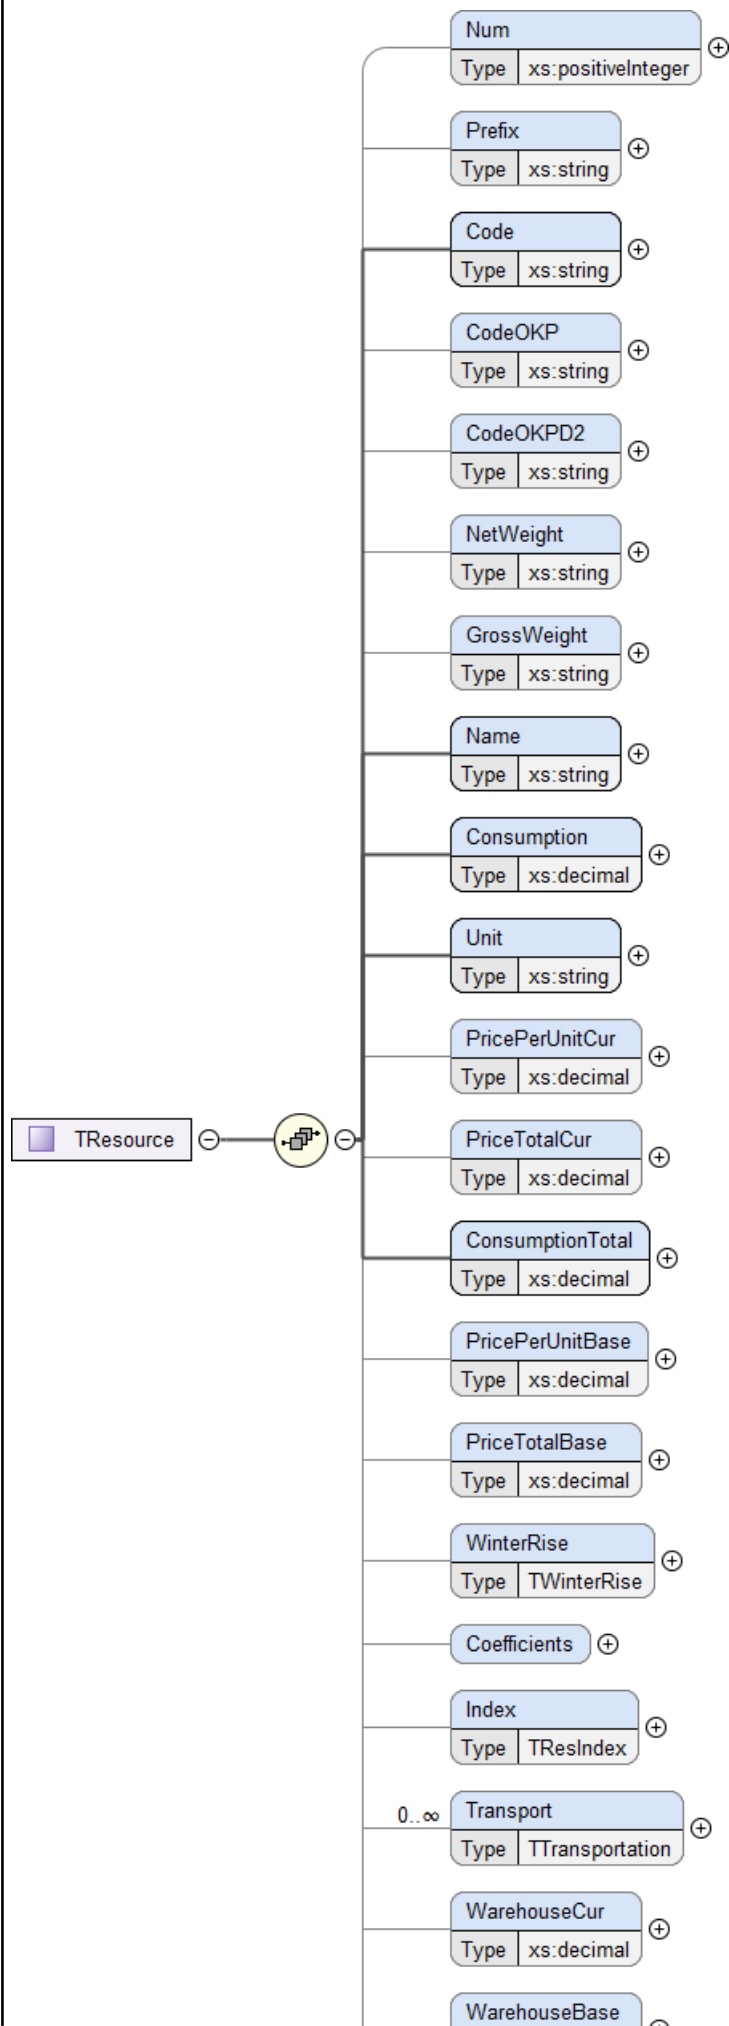 Num
Type xs:positiveInteger
Prefix
Type xs:string
Code
Type xs:string
CodeOKP
Type xs:string
CodeOKPD2
Type xs:string
NetWeight
Type xs:string
GrossWeight
Type xs:string
Name
Type xs:string
Consumption
Type xs:decimal
Unit
Type xs:string
PricePerUnitCur
Type xs:decimal
TResource
PriceTotalCur
Type xs:decimal
ConsumptionTotal
Type xs:decimal
PricePerUnitBase
Type xs:decimal
PriceTotalBase
Type xs:decimal
WinterRise
Type TWinterRise
Coefficients
Index
Type TResIndex
0..∞
Transport
Type TTransportation
WarehouseCur
Type xs:decimal
WarehouseBase